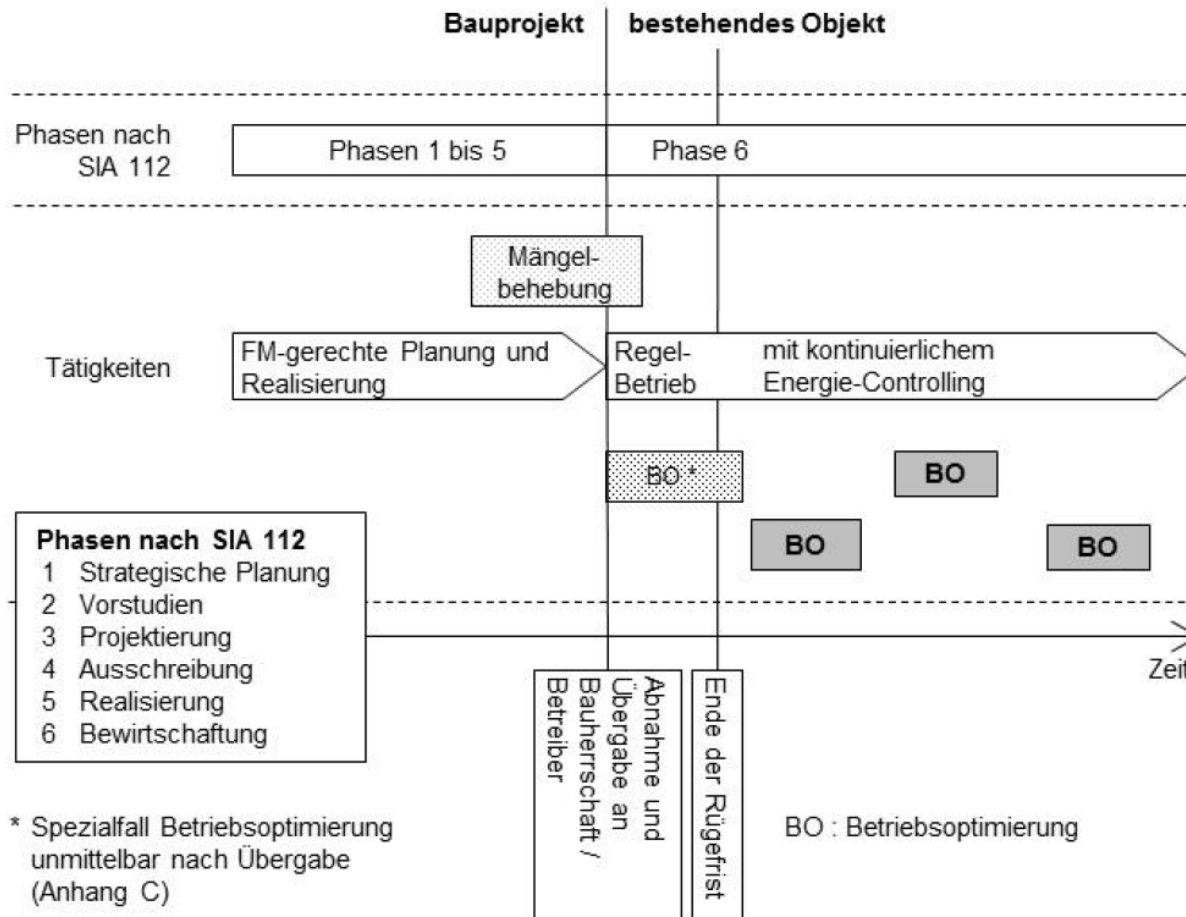 Bauprojekt
bestehendes Objekt
Phasen nach
SIA 112
Phasen 1 bis 5
Phase 6
Mängel-
behebung
Tätigkeiten
FM-gerechte Planung und
Realisierung
Regel-
Betrieb
mit kontinuierlichem
Energie-Controlling
BO *
BO
BO
BO
Phasen nach SIA 112
1 Strategische Planung
2 Vorstudien
3 Projektierung
4 Ausschreibung
5 Realisierung
6 Bewirtschaftung
Zeit
Abnahme und
Übergabe an
Bauherrschaft /
Betreiber
Ende der Rügefrist
* Spezialfall Betriebsoptimierung
unmittelbar nach Übergabe
(Anhang C)
BO : Betriebsoptimierung